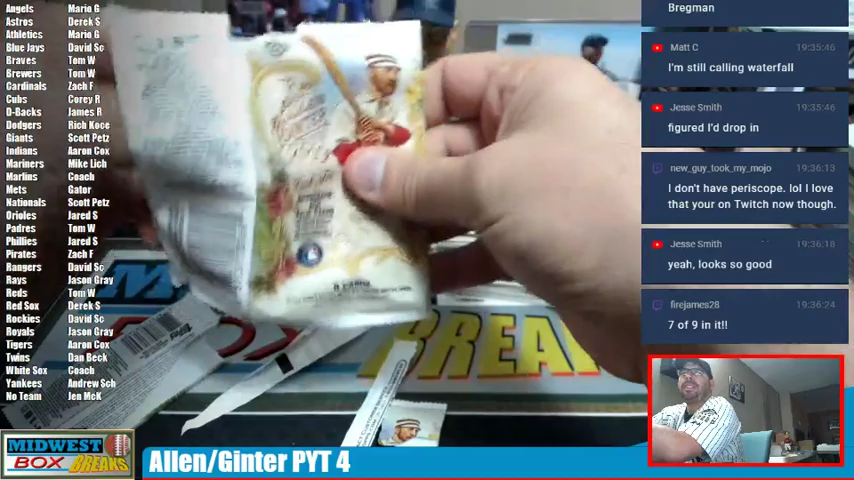 Angels Mario G
Astros Derek S
Athletics Mario G
Blue Jays David Sc
Braves Tom W
Brewers Tom W
Cardinals Zach F
Cubs Corey R
D-Backs James R
Dodgers Rich Koce
Giants Scott Petz
Indians Aaron Cox
Mariners Mike Lich
Marlins Coach
Mets Gator
Nationals Scott Petz
Orioles Jared S
Padres Tom W
Phillies Jared S
Pirates Zach F
Rangers David Sc
Rays Jason Gray
Reds Tom W
Red Sox Derek S
Rockies David Sc
Royals Jason Gray
Tigers Aaron Cox
Twins Dan Beck
White Sox Coach
Yankees Andrew Sch
No Team Jen McK
MIDWEST
BOX BREAKS
Allen/Ginter PYT 4
BREA
Bregman
Matt C 19:35:46
I'm still calling waterfall
Jesse Smith 19:35:46
figured I'd drop in
new_guy_took_my_mojo 19:36:13
I don't have periscope. lol I love
that your on Twitch now though.
Jesse Smith 19:36:18
yeah, looks so good
firejames28 19:36:24
7 of 9 in it!!